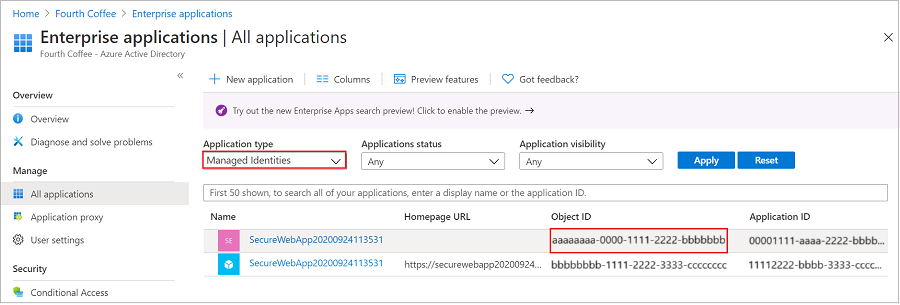 Home > Fourth Coffee > Enterprise applications >
Enterprise applications | All applications
Fourth Coffee - Azure Active Directory
«
Overview
Overview
Diagnose and solve problems
Manage
All applications
Application proxy
User settings
Security
Conditional Access
+ New application
Columns
Preview features
Got feedback?
Try out the new Enterprise Apps search preview! Click to enable the preview. →
Application type
Applications status
Application visibility
Managed Identities
Any
Any
Apply
Reset
First 50 shown, to search all of your applications, enter a display name or the application ID.
Name Homepage URL Object ID Application ID
SE SecureWebApp20200924113531 aaaaaaaa-0000-1111-2222-bbbbbbb 00001111-aaaa-2222-bbbb...
SecureWebApp20200924113531 https://securewebapp20200924... bbbbbbbb-1111-2222-3333-cccccccc 11112222-bbbb-3333-cccc...